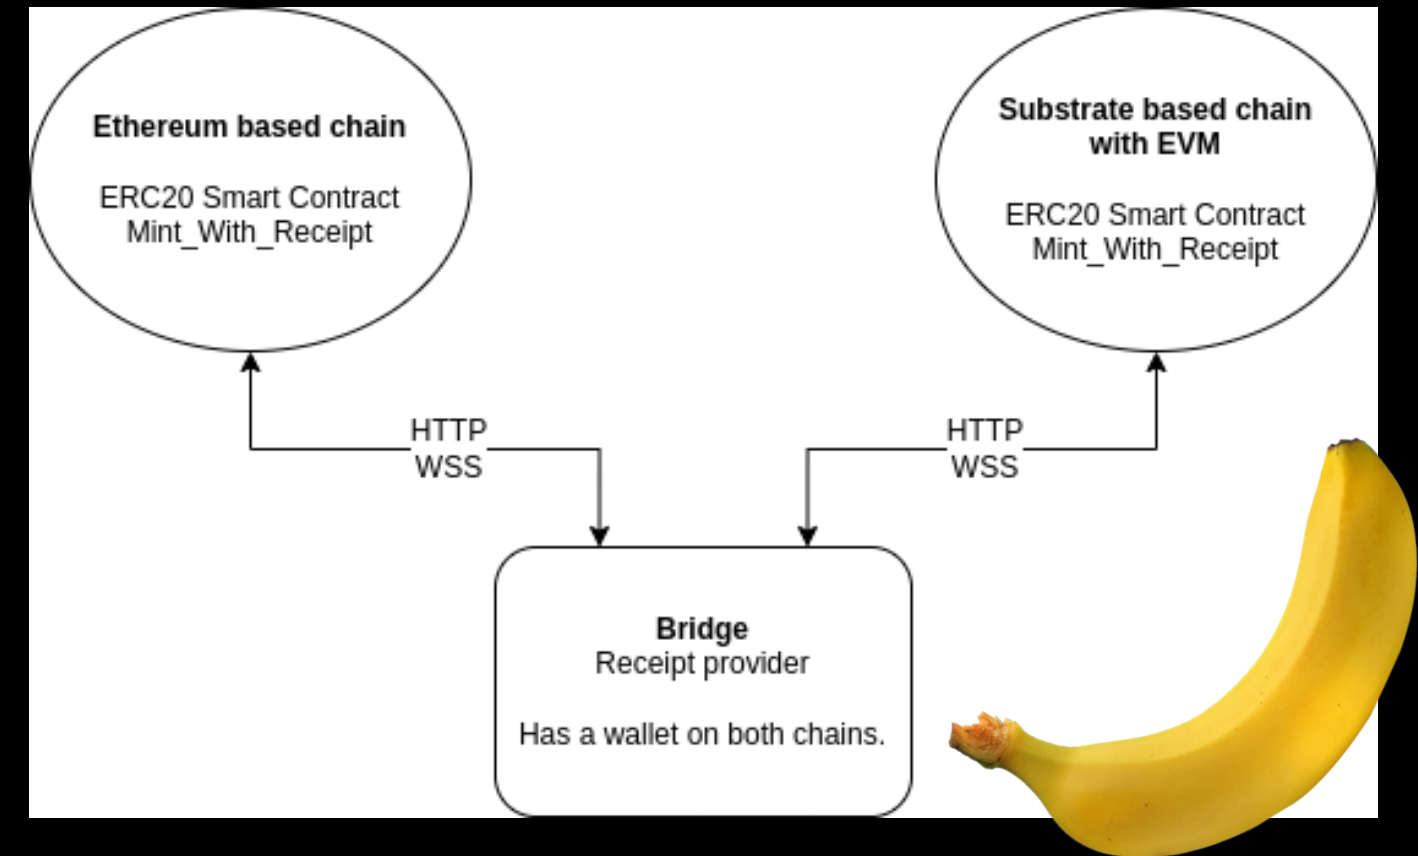 Ethereum based chain
ERC20 Smart Contract
Mint_With_Receipt
Substrate based chain
with EVM
ERC20 Smart Contract
Mint_With_Receipt
HTTP
WSS
HTTP
WSS
Bridge
Receipt provider
Has a wallet on both chains.